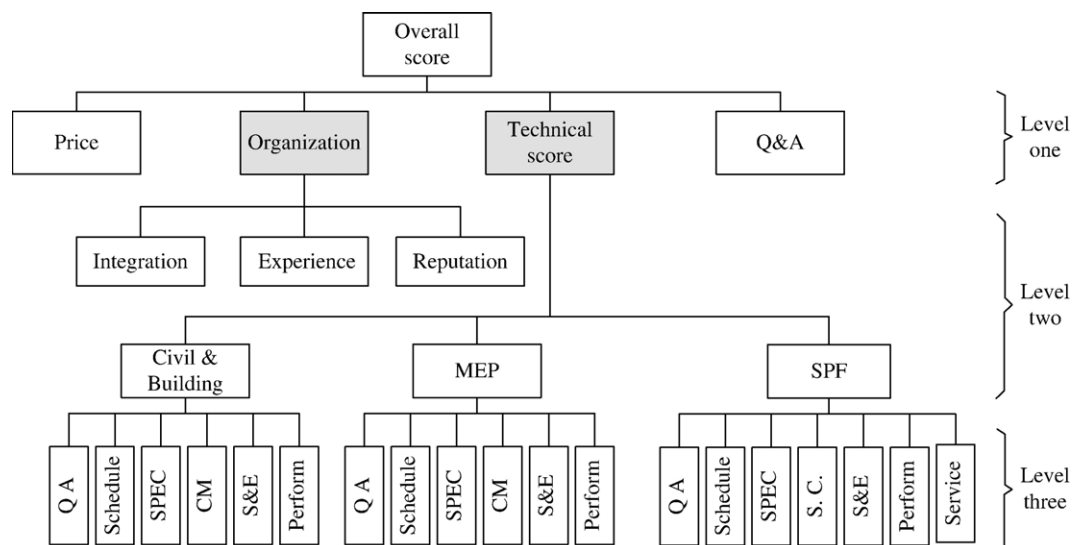 Overall
score
Price
Organization
Technical
score
Q&A
Level
one
Integration
Experience
Reputation
Level
two
Civil &
Building
MEP
SPF
Q A
Schedule
SPEC
CM
S&E
Perform
Q A
Schedule
SPEC
CM
S&E
Perform
Q A
Schedule
SPEC
S. C.
S&E
Perform
Service
Level
three